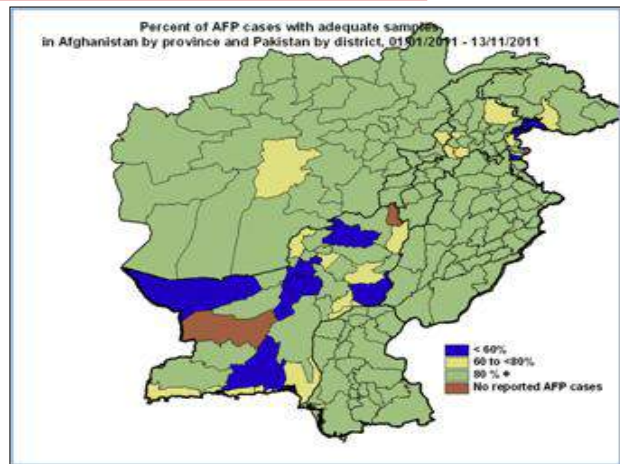 Percent of AFP cases with adequate samples
in Afghanistan by province and Pakistan by district, 01/01/2011 - 13/11/2011
< 60%
60 to <80%
80 % +
No reported AFP cases